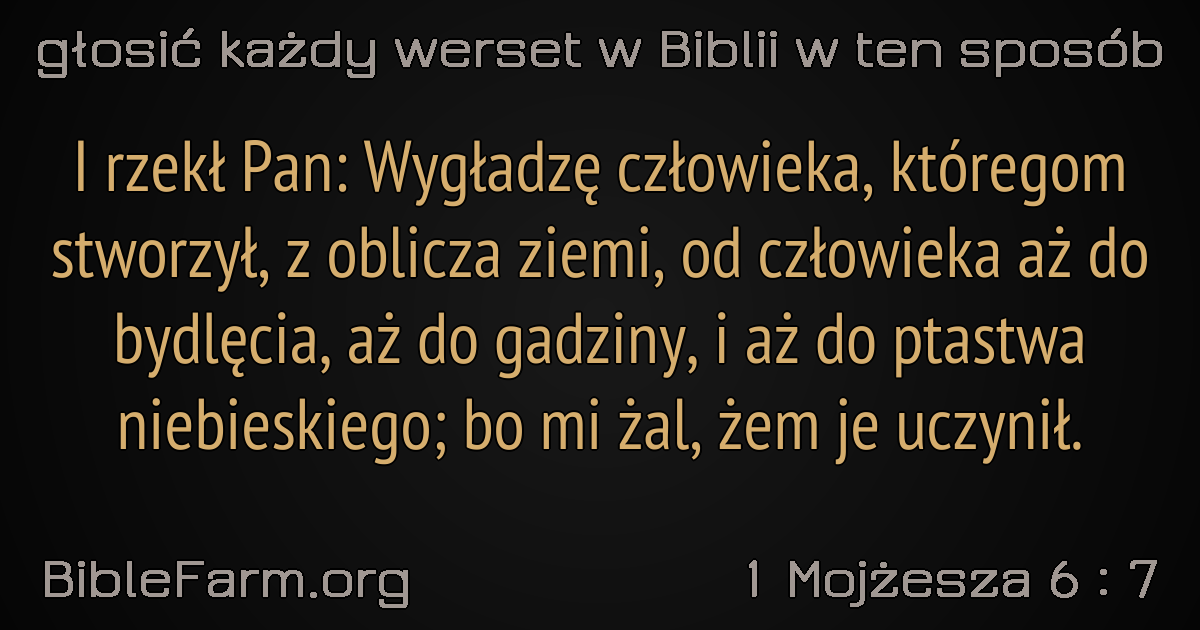 głosić każdy werset w Biblii w ten sposób
I rzekł Pan: Wygładzę człowieka, któregom
stworzył, z oblicza ziemi, od człowieka aż do
bydlęcia, aż do gadziny, i aż do ptastwa
niebieskiego; bo mi żal, żem je uczynił.
BibleFarm.org
1 Mojżesza 6 : 7